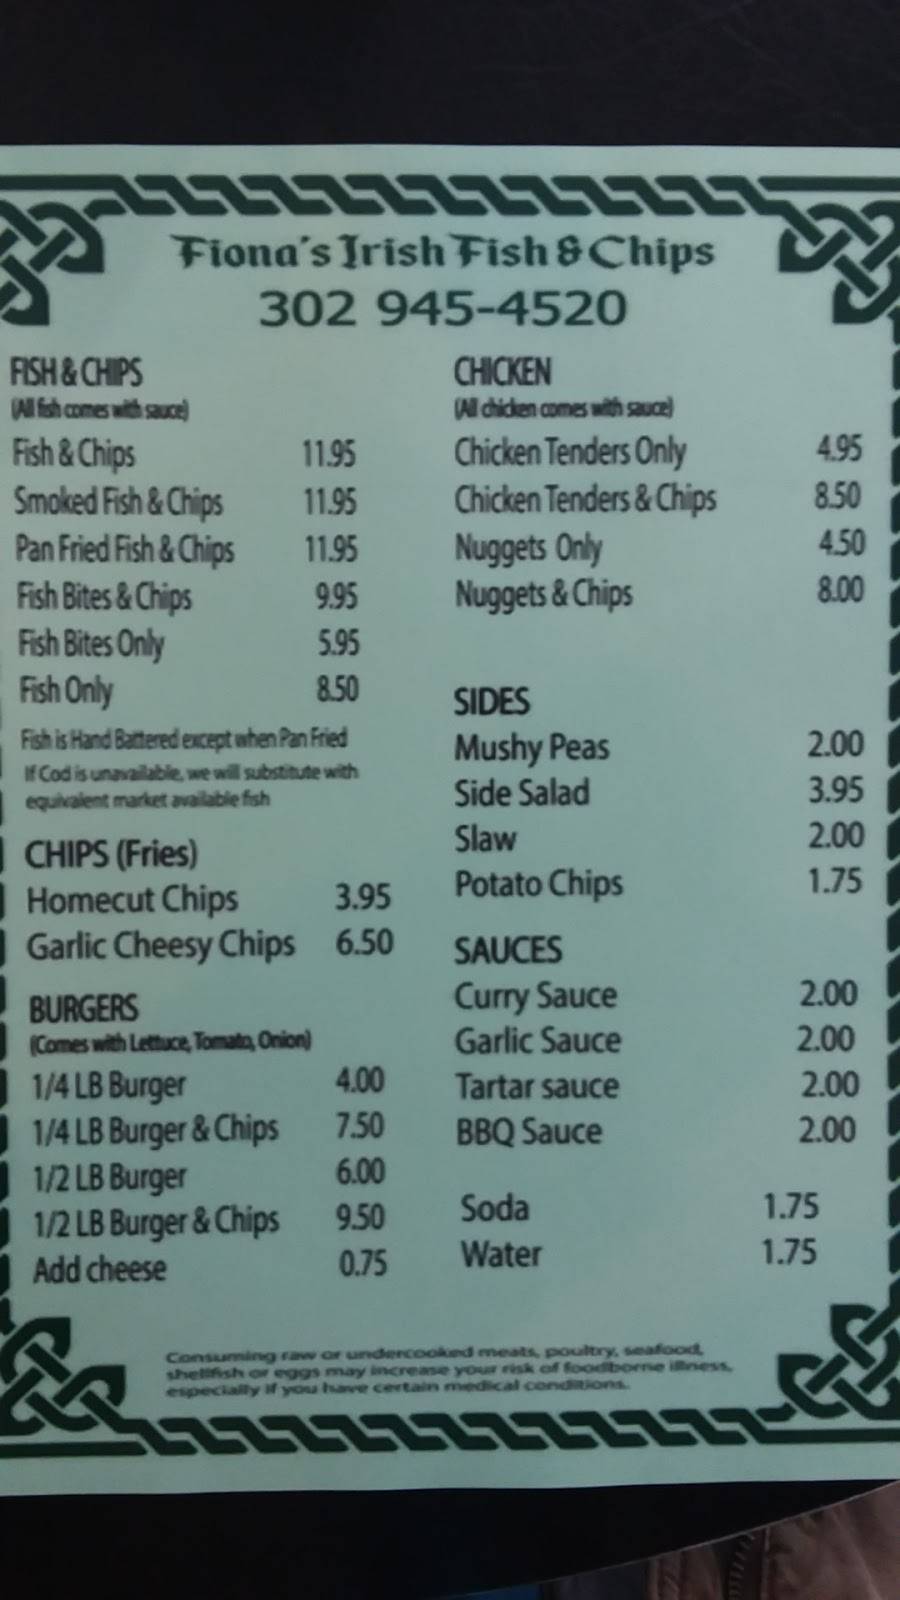 Fiona's Irish Fish & Chips
302 945-4520
FISH & CHIPS
(All fish comes with sauce)
Fish & Chips 11.95
Smoked Fish & Chips 11.95
Pan Fried Fish & Chips 11.95
Fish Bites & Chips 9.95
Fish Bites Only 5.95
Fish Only 8.50
Fish is Hand Battered except when Pan Fried
If Cod is unavailable, we will substitute with
equivalent market available fish
CHIPS (Fries)
Homecut Chips 3.95
Garlic Cheesy Chips 6.50
BURGERS
(Comes with Lettuce, Tomato, Onion)
1/4 LB Burger 4.00
1/4 LB Burger & Chips 7.50
1/2 LB Burger 6.00
1/2 LB Burger & Chips 9.50
Add cheese 0.75
CHICKEN
(All chicken comes with sauce)
Chicken Tenders Only 4.95
Chicken Tenders & Chips 8.50
Nuggets Only 4.50
Nuggets & Chips 8.00
SIDES
Mushy Peas 2.00
Side Salad 3.95
Slaw 2.00
Potato Chips 1.75
SAUCES
Curry Sauce 2.00
Garlic Sauce 2.00
Tartar sauce 2.00
BBQ Sauce 2.00
Soda 1.75
Water 1.75
Consuming raw or undercooked meats, poultry, seafood,
shellfish or eggs may increase your risk of foodborne illness,
especially if you have certain medical conditions.